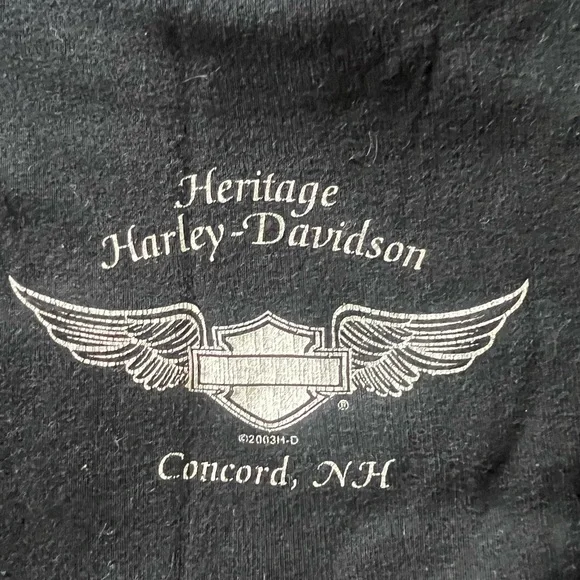 Heritage
Harley-Davidson
®
©2003H-D
Concord, NH